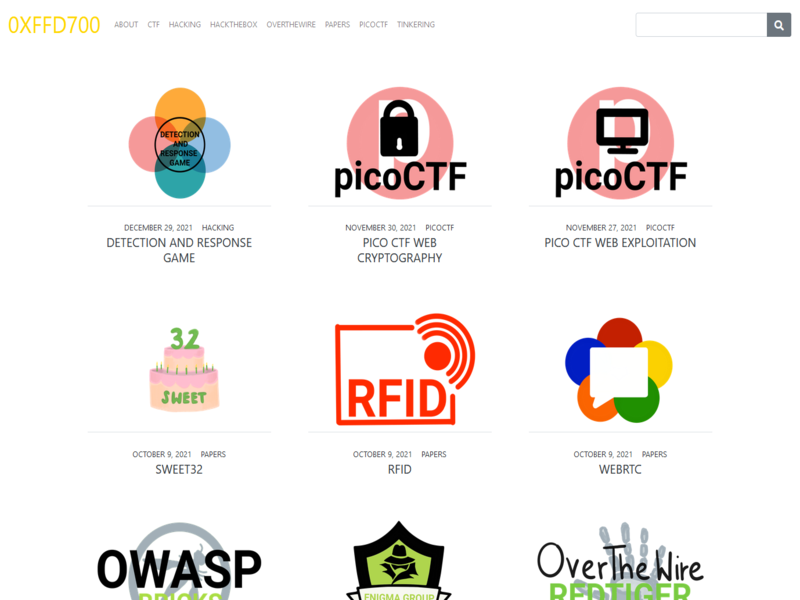 0XFFD700 ABOUT CTF HACKING HACKTHEBOX OVERTHEWIRE PAPERS PICOCTF TINKERING
DETECTION
AND
RESPONSE
GAME
p
picoCTF
p
picoCTF
DECEMBER 29, 2021 HACKING
DETECTION AND RESPONSE
GAME
NOVEMBER 30, 2021 PICOCTF
PICO CTF WEB
CRYPTOGRAPHY
NOVEMBER 27, 2021 PICOCTF
PICO CTF WEB EXPLOITATION
32
SWEET
RFID
OCTOBER 9, 2021 PAPERS
SWEET32
OCTOBER 9, 2021 PAPERS
RFID
OCTOBER 9, 2021 PAPERS
WEBRTC
OWASP
BRICKS
ENIGMA GROUP
OverTheWire
REDTIGER